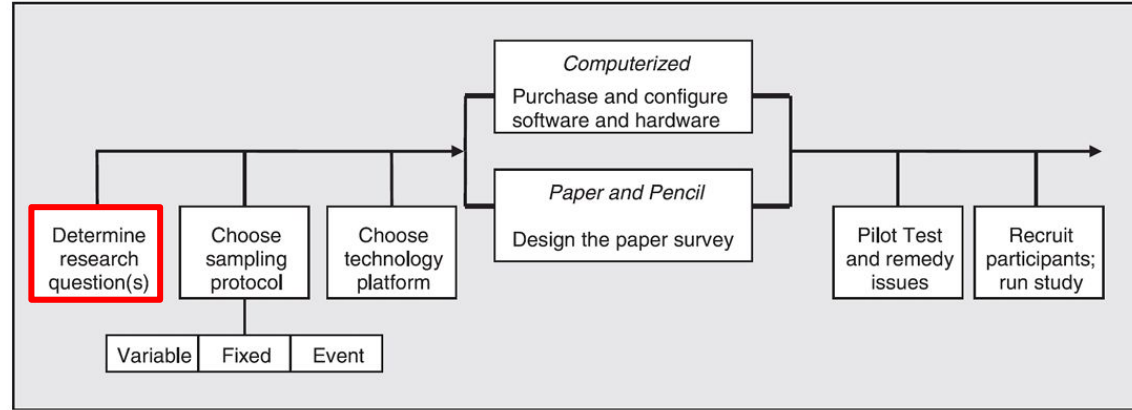 Computerized
Purchase and configure
software and hardware
Paper and Pencil
Design the paper survey
Determine
research
question(s)
Choose
sampling
protocol
Choose
technology
platform
Pilot Test
and remedy
issues
Recruit
participants;
run study
Variable
Fixed
Event